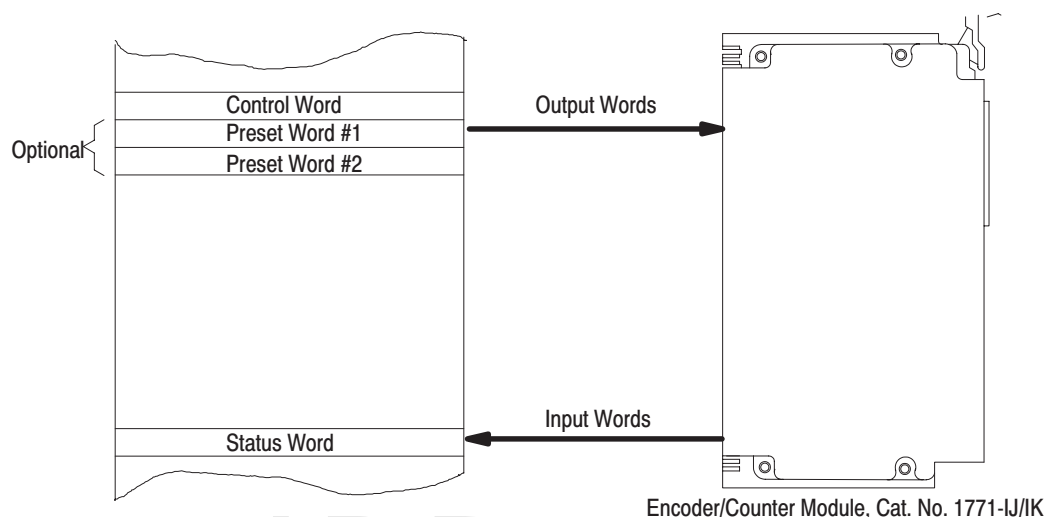 Control Word
Output Words
Optional
Preset Word #1
Preset Word #2
Input Words
Status Word
Encoder/Counter Module, Cat. No. 1771-IJ/IK